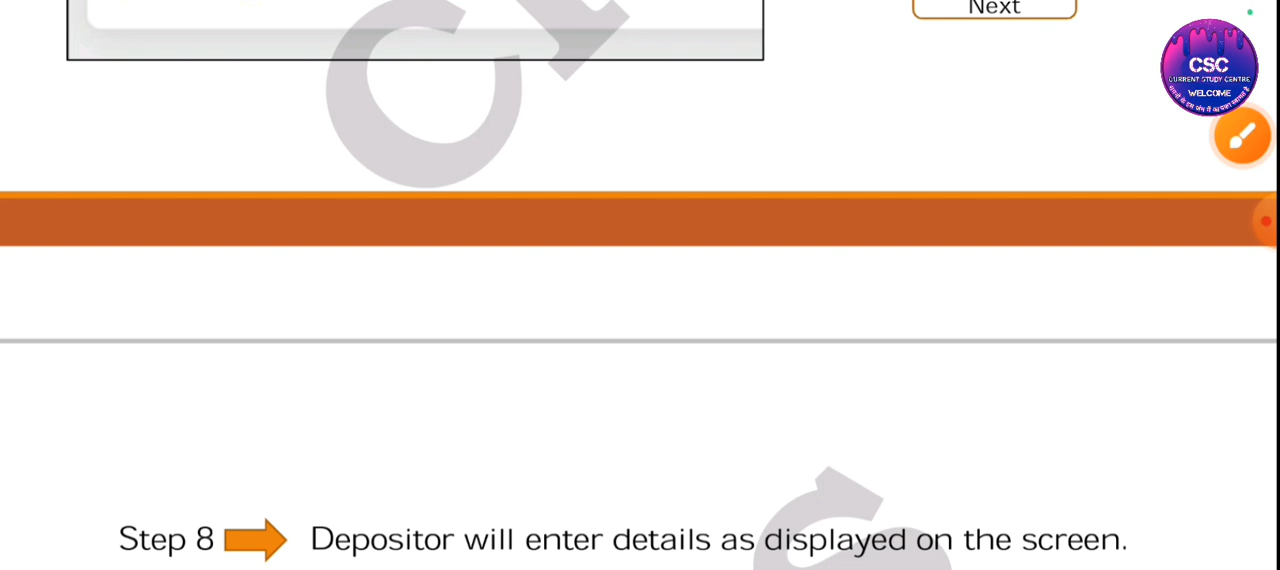 Next
CSC
CURRENT STUDY CENTRE
WELCOME
Step 8 Depositor will enter details as displayed on the screen.